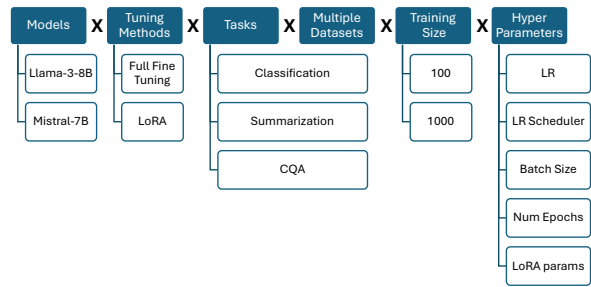 Models
X
Tuning
Methods
X
Tasks
X
Multiple
Datasets
X
Training
Size
X
Hyper
Parameters
Llama-3-8B
Mistral-7B
Full Fine
Tuning
LoRA
Classification
Summarization
CQA
100
1000
LR
LR Scheduler
Batch Size
Num Epochs
LoRA params